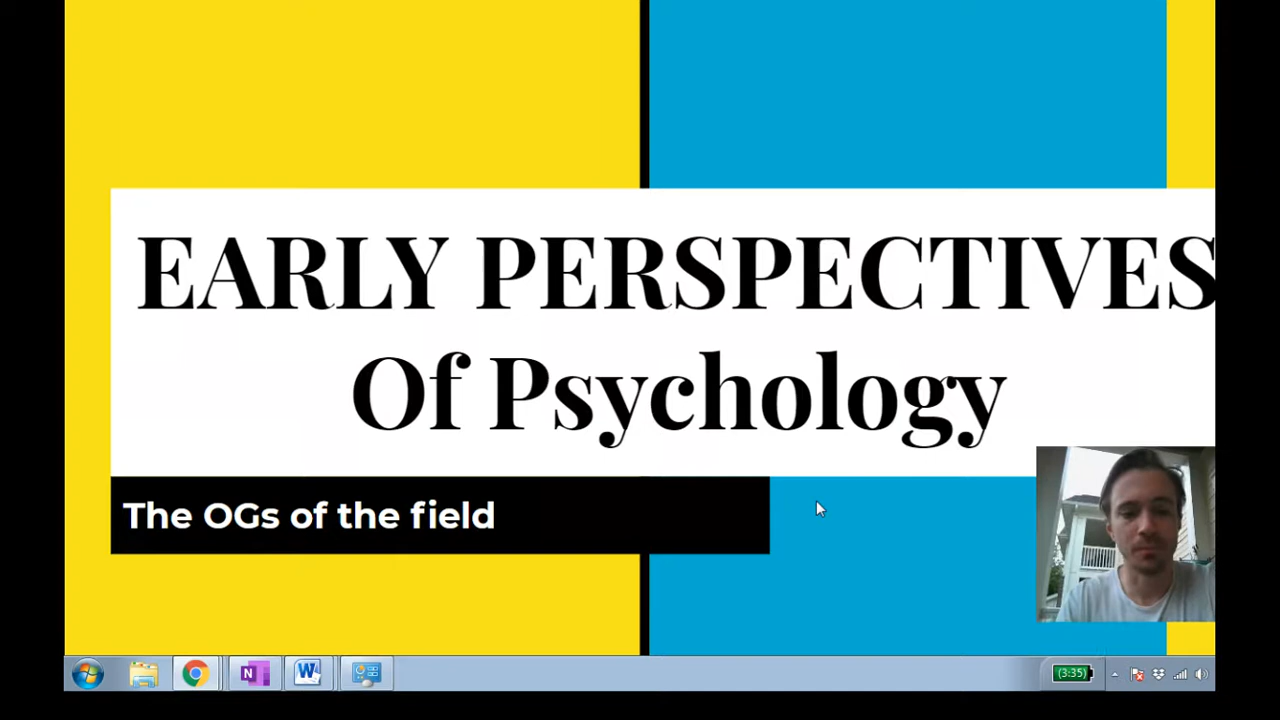 EARLY PERSPECTIVES
Of Psychology
The OGs of the field
N
W
(3:35)